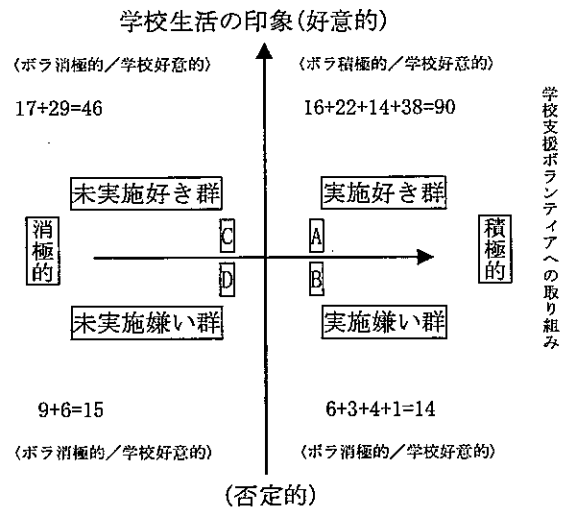 学校生活の印象(好意的)
〈ボラ消極的／学校好意的〉
〈ボラ積極的／学校好意的〉
17+29=46
16+22+14+38=90
学校支援ボランティアへの取り組み
未実施好き群
実施好き群
消極的
C
A
積極的
D
B
未実施嫌い群
実施嫌い群
9+6=15
6+3+4+1=14
〈ボラ消極的／学校好意的〉
〈ボラ消極的／学校好意的〉
(否定的)